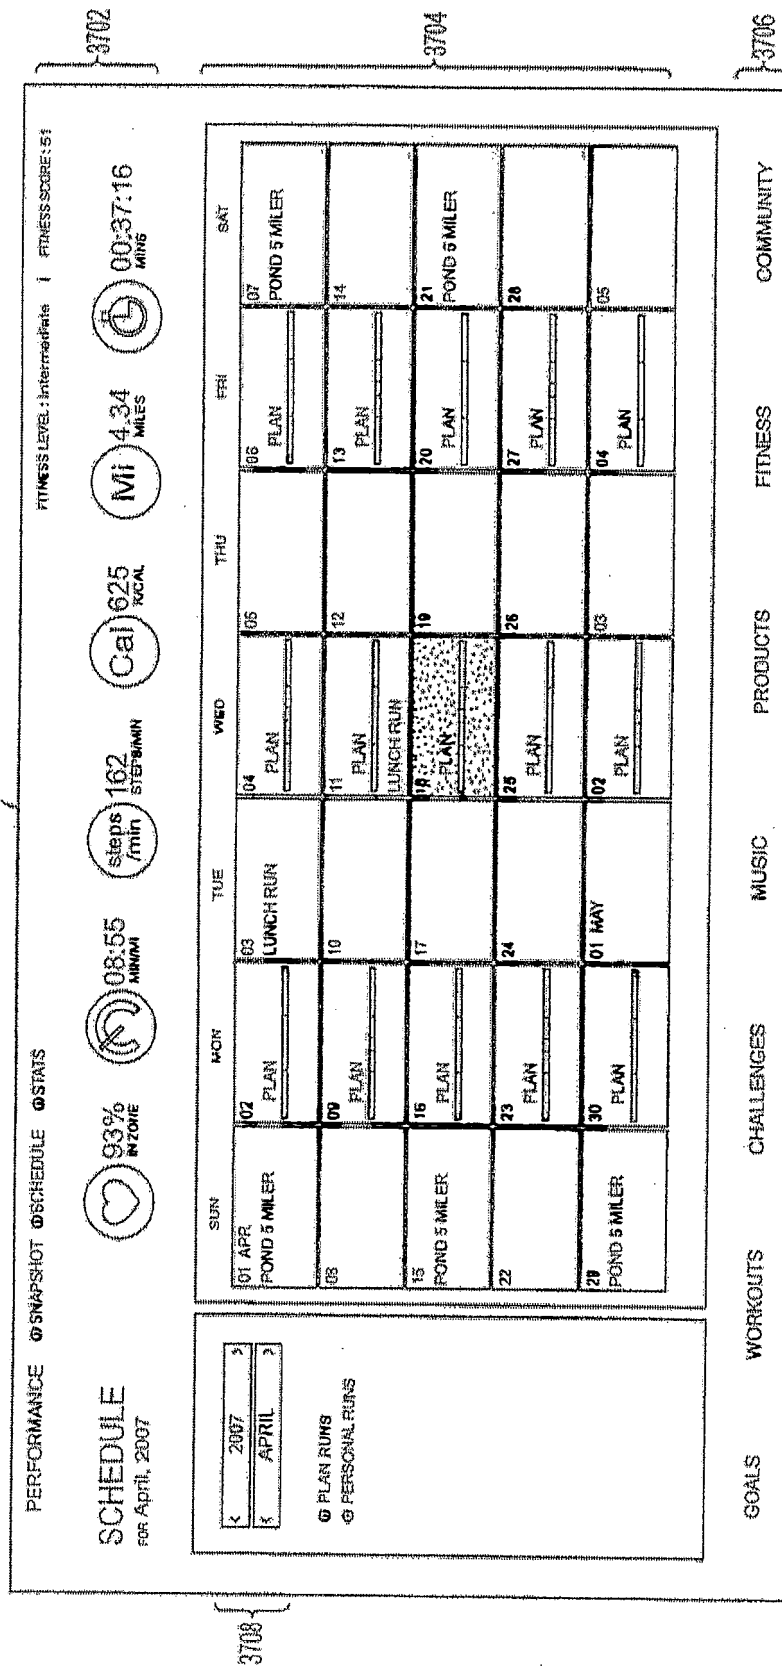 3702
PERFORMANCE SNAPSHOT SCHEDULE STATS
FITNESS LEVEL: Intermediate | FITNESS SCORE: 51
SCHEDULE
FOR April, 2007
93% IN ZONE
08:55 MIN/MI
steps/min 162 STEPS/MIN
Cal 625 KCAL
Mi 4.34 MILES
00:37:16 MINS
3708
< 2007 >
< APRIL >
PLAN RUNS
PERSONAL RUNS
3704
SUN MON TUE WED THU FRI SAT
01 APR 02 03 04 05 06 07
POND 5 MILER PLAN LUNCH RUN PLAN PLAN POND 5 MILER
08 09 10 11 12 13 14
PLAN PLAN PLAN
LUNCH RUN
15 16 17 18 19 20 21
POND 5 MILER PLAN PLAN PLAN POND 5 MILER
22 23 24 25 26 27 28
PLAN PLAN PLAN
29 30 01 MAY 02 03 04 05
POND 5 MILER PLAN PLAN PLAN
3706
GOALS WORKOUTS CHALLENGES MUSIC PRODUCTS FITNESS COMMUNITY